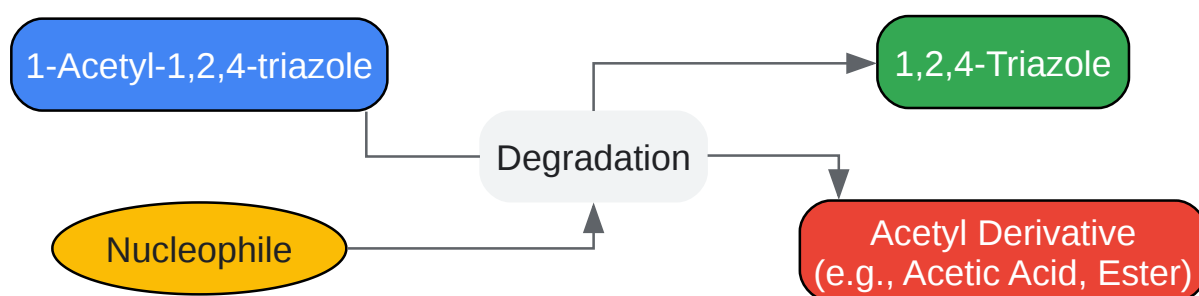 1-Acetyl-1,2,4-triazole
1,2,4-Triazole
Degradation
Nucleophile
Acetyl Derivative
(e.g., Acetic Acid, Ester)